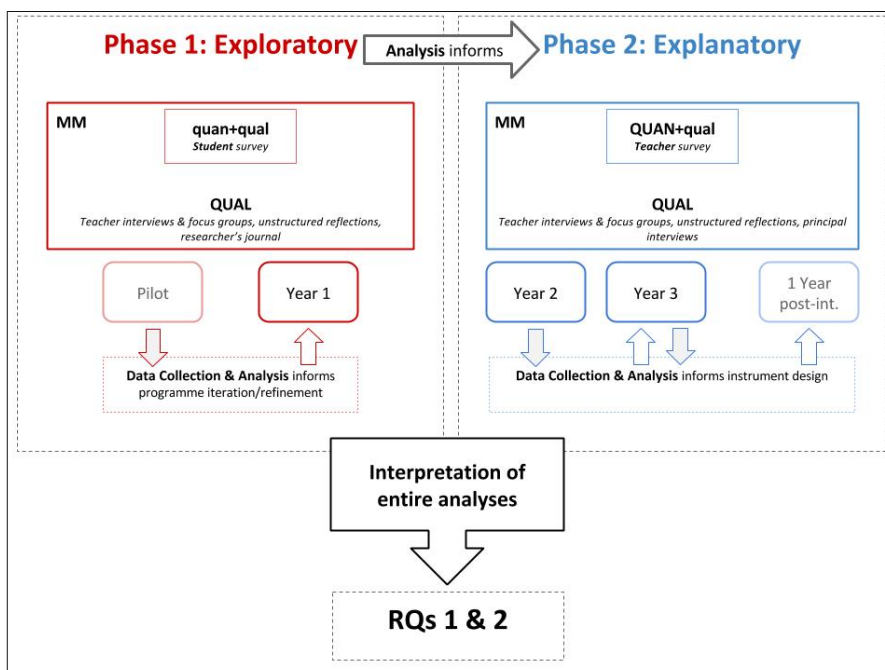 Phase 1: Exploratory
Analysis informs
Phase 2: Explanatory
MM
quan+qual
Student survey
QUAL
Teacher interviews & focus groups, unstructured reflections,
researcher's journal
MM
QUAN+qual
Teacher survey
QUAL
Teacher interviews & focus groups, unstructured reflections, principal
interviews
Pilot
Year 1
Year 2
Year 3
1 Year
post-int.
Data Collection & Analysis informs
programme iteration/refinement
Data Collection & Analysis informs instrument design
Interpretation of
entire analyses
RQs 1 & 2